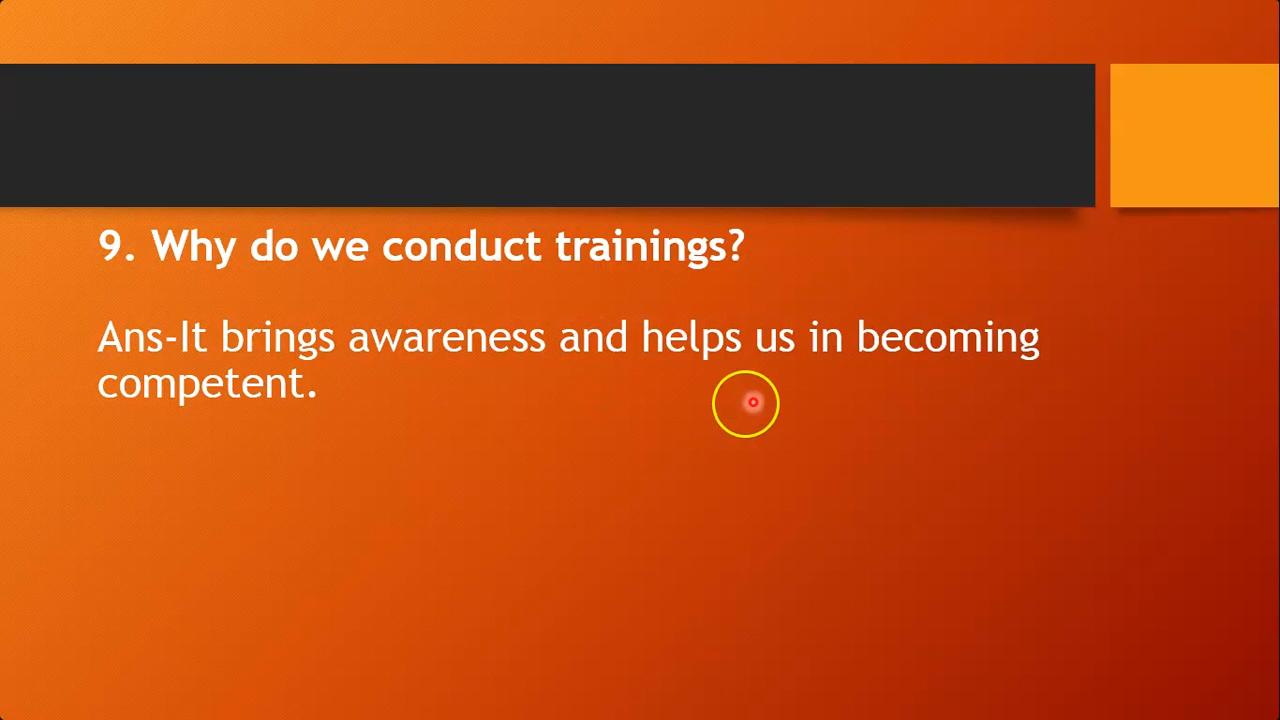 9. Why do we conduct trainings?
Ans-It brings awareness and helps us in becoming
competent.